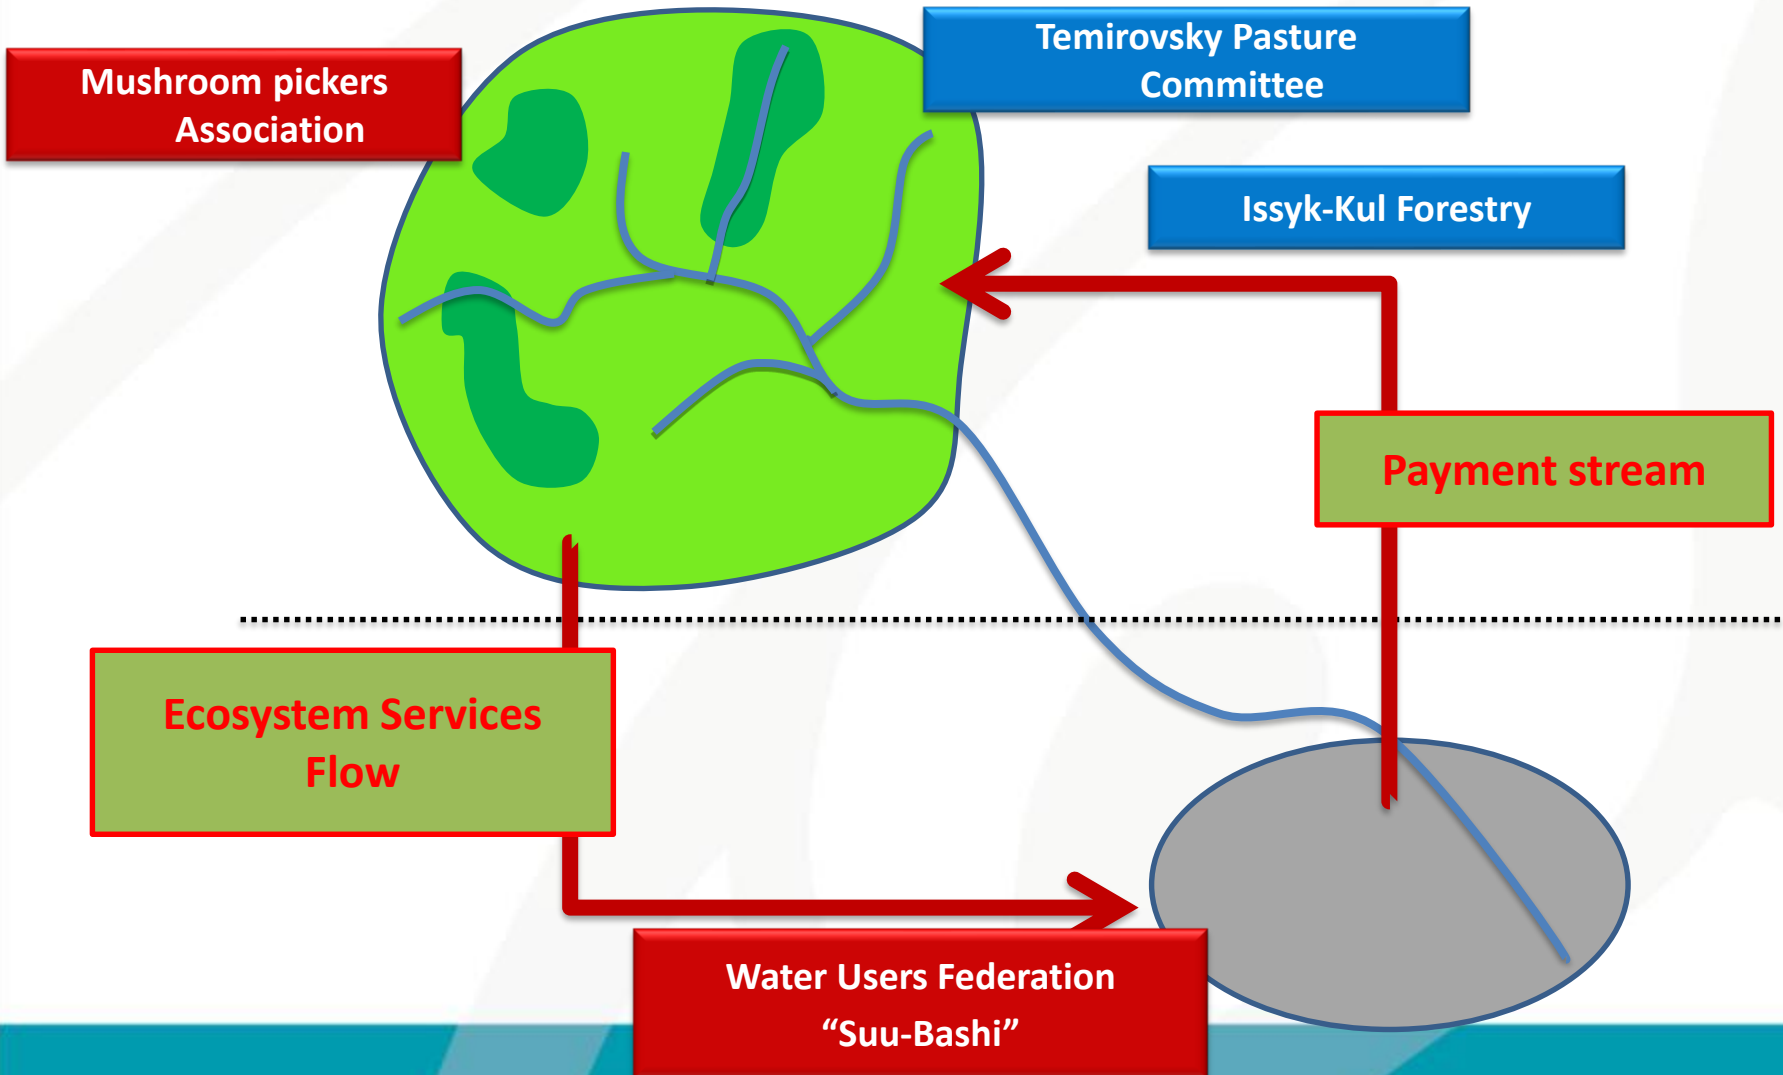 Mushroom pickers
Association
Temirovsky Pasture
Committee
Issyk-Kul Forestry
Payment stream
Ecosystem Services
Flow
Water Users Federation
“Suu-Bashi”